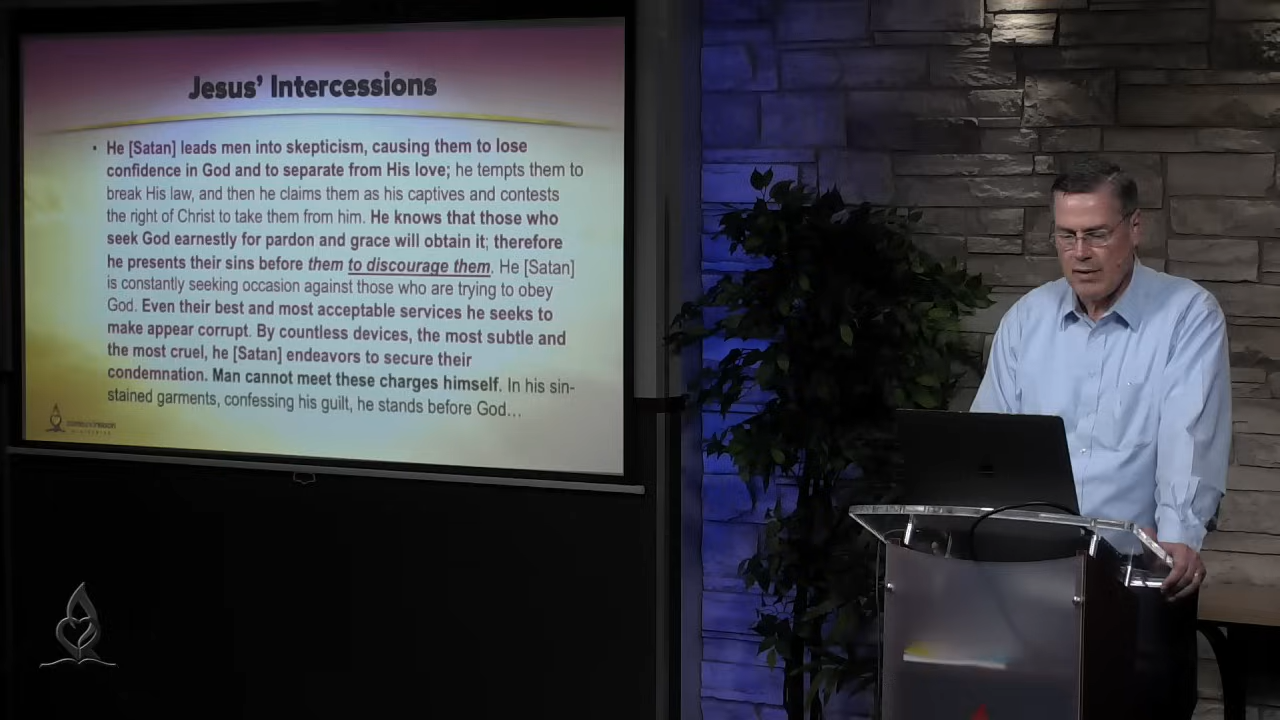 Jesus' Intercessions
• He [Satan] leads men into skepticism, causing them to lose
confidence in God and to separate from His love; he tempts them to
break His law, and then he claims them as his captives and contests
the right of Christ to take them from him. He knows that those who
seek God earnestly for pardon and grace will obtain it; therefore
he presents their sins before them to discourage them. He [Satan]
is constantly seeking occasion against those who are trying to obey
God. Even their best and most acceptable services he seeks to
make appear corrupt. By countless devices, the most subtle and
the most cruel, he [Satan] endeavors to secure their
condemnation. Man cannot meet these charges himself. In his sin-
stained garments, confessing his guilt, he stands before God…